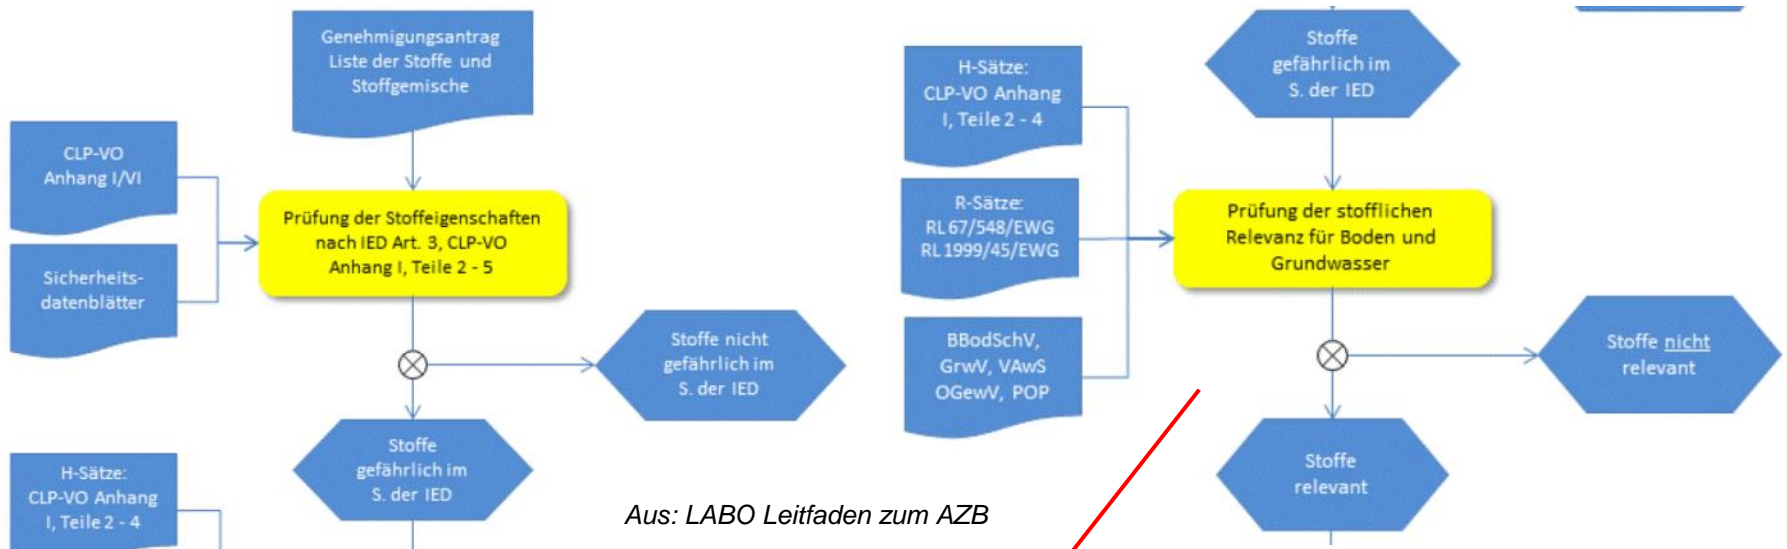 Genehmigungsantrag
Liste der Stoffe und
Stoffgemische
CLP-VO
Anhang I/VI
Sicherheits-
datenblätter
Prüfung der Stoffeigenschaften
nach IED Art. 3, CLP-VO
Anhang I, Teile 2 - 5
Stoffe nicht
gefährlich im
S. der IED
Stoffe
gefährlich im
S. der IED
H-Sätze:
CLP-VO Anhang
I, Teile 2 - 4
Aus: LABO Leitfaden zum AZB
Stoffe
gefährlich im
S. der IED
H-Sätze:
CLP-VO Anhang
I, Teile 2 - 4
R-Sätze:
RL 67/548/EWG
RL 1999/45/EWG
BBodSchV,
GrwV, VAwS
OGewV, POP
Prüfung der stofflichen
Relevanz für Boden und
Grundwasser
Stoffe nicht
relevant
Stoffe
relevant